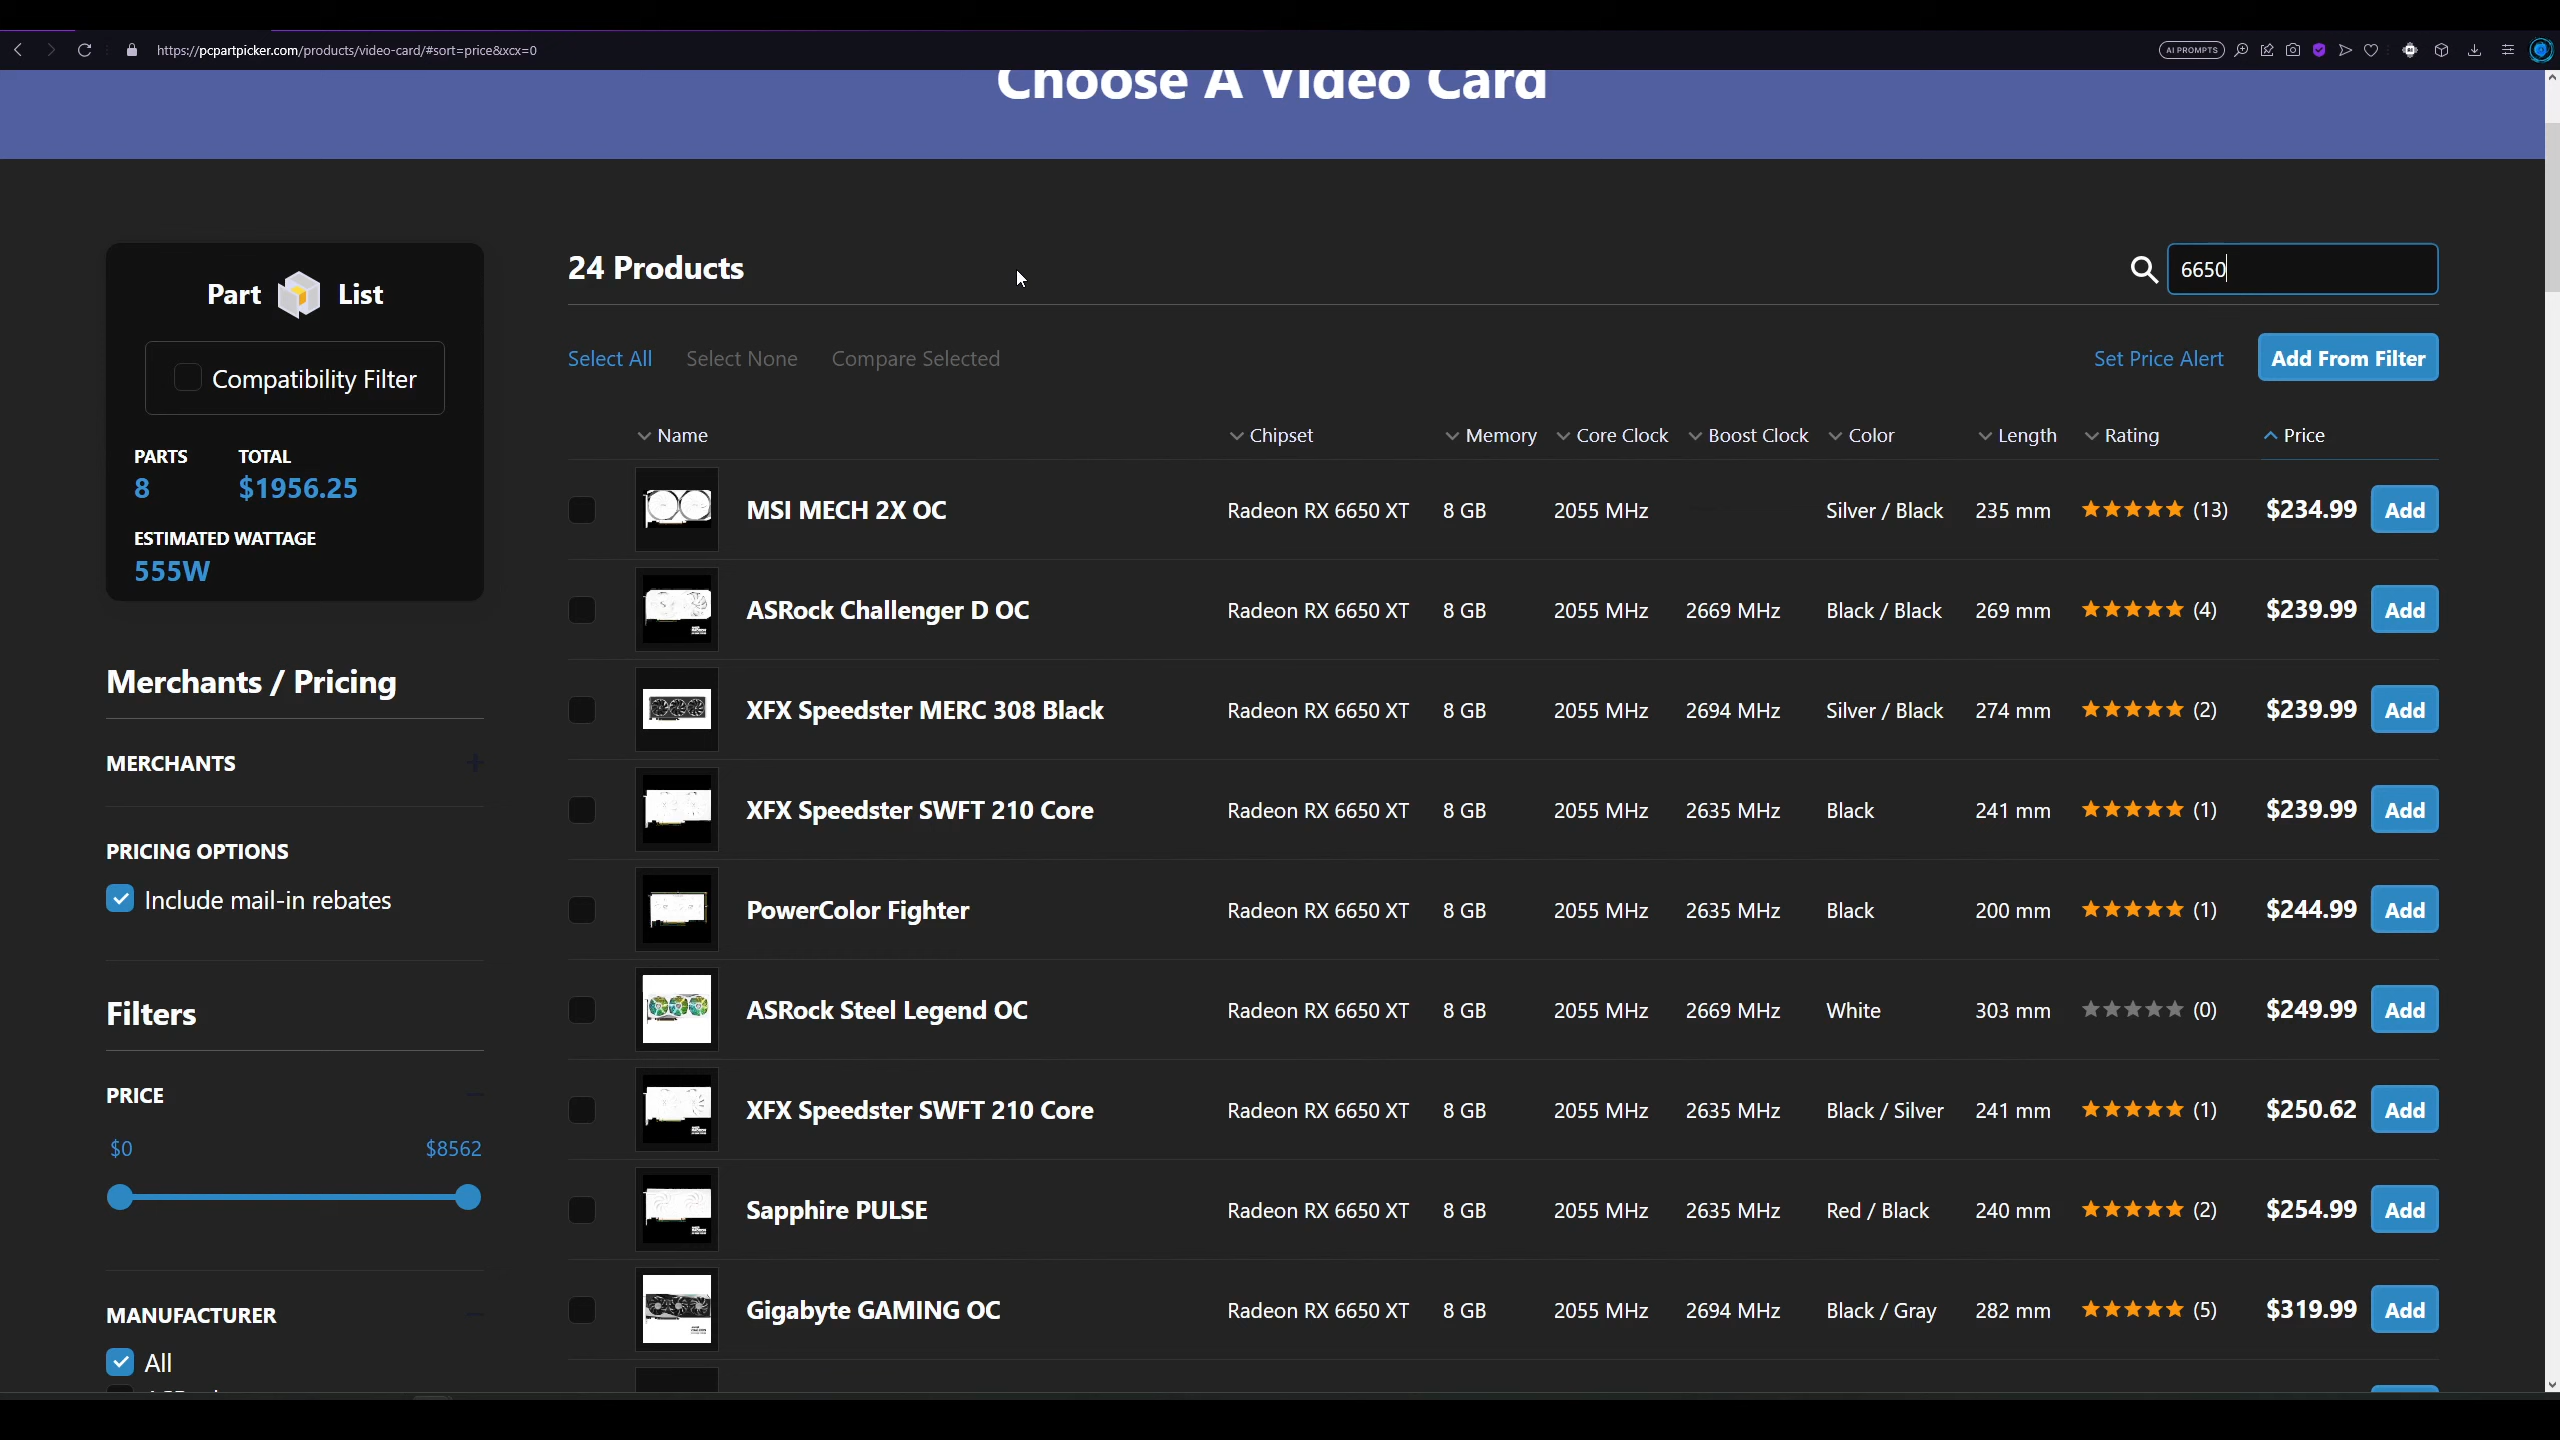 https://pcpartpicker.com/products/video-card/#sort=price&xcx=0
AI PROMPTS
Choose A Video Card
Part List
Compatibility Filter
PARTS TOTAL
8 $1956.25
ESTIMATED WATTAGE
555W
Merchants / Pricing
MERCHANTS
PRICING OPTIONS
Include mail-in rebates
Filters
PRICE
$0 $8562
MANUFACTURER
All
24 Products
6650
Select All Select None Compare Selected Set Price Alert Add From Filter
Name Chipset Memory Core Clock Boost Clock Color Length Rating Price
MSI MECH 2X OC Radeon RX 6650 XT 8 GB 2055 MHz Silver / Black 235 mm (13) $234.99 Add
ASRock Challenger D OC Radeon RX 6650 XT 8 GB 2055 MHz 2669 MHz Black / Black 269 mm (4) $239.99 Add
XFX Speedster MERC 308 Black Radeon RX 6650 XT 8 GB 2055 MHz 2694 MHz Silver / Black 274 mm (2) $239.99 Add
XFX Speedster SWFT 210 Core Radeon RX 6650 XT 8 GB 2055 MHz 2635 MHz Black 241 mm (1) $239.99 Add
PowerColor Fighter Radeon RX 6650 XT 8 GB 2055 MHz 2635 MHz Black 200 mm (1) $244.99 Add
ASRock Steel Legend OC Radeon RX 6650 XT 8 GB 2055 MHz 2669 MHz White 303 mm (0) $249.99 Add
XFX Speedster SWFT 210 Core Radeon RX 6650 XT 8 GB 2055 MHz 2635 MHz Black / Silver 241 mm (1) $250.62 Add
Sapphire PULSE Radeon RX 6650 XT 8 GB 2055 MHz 2635 MHz Red / Black 240 mm (2) $254.99 Add
Gigabyte GAMING OC Radeon RX 6650 XT 8 GB 2055 MHz 2694 MHz Black / Gray 282 mm (5) $319.99 Add